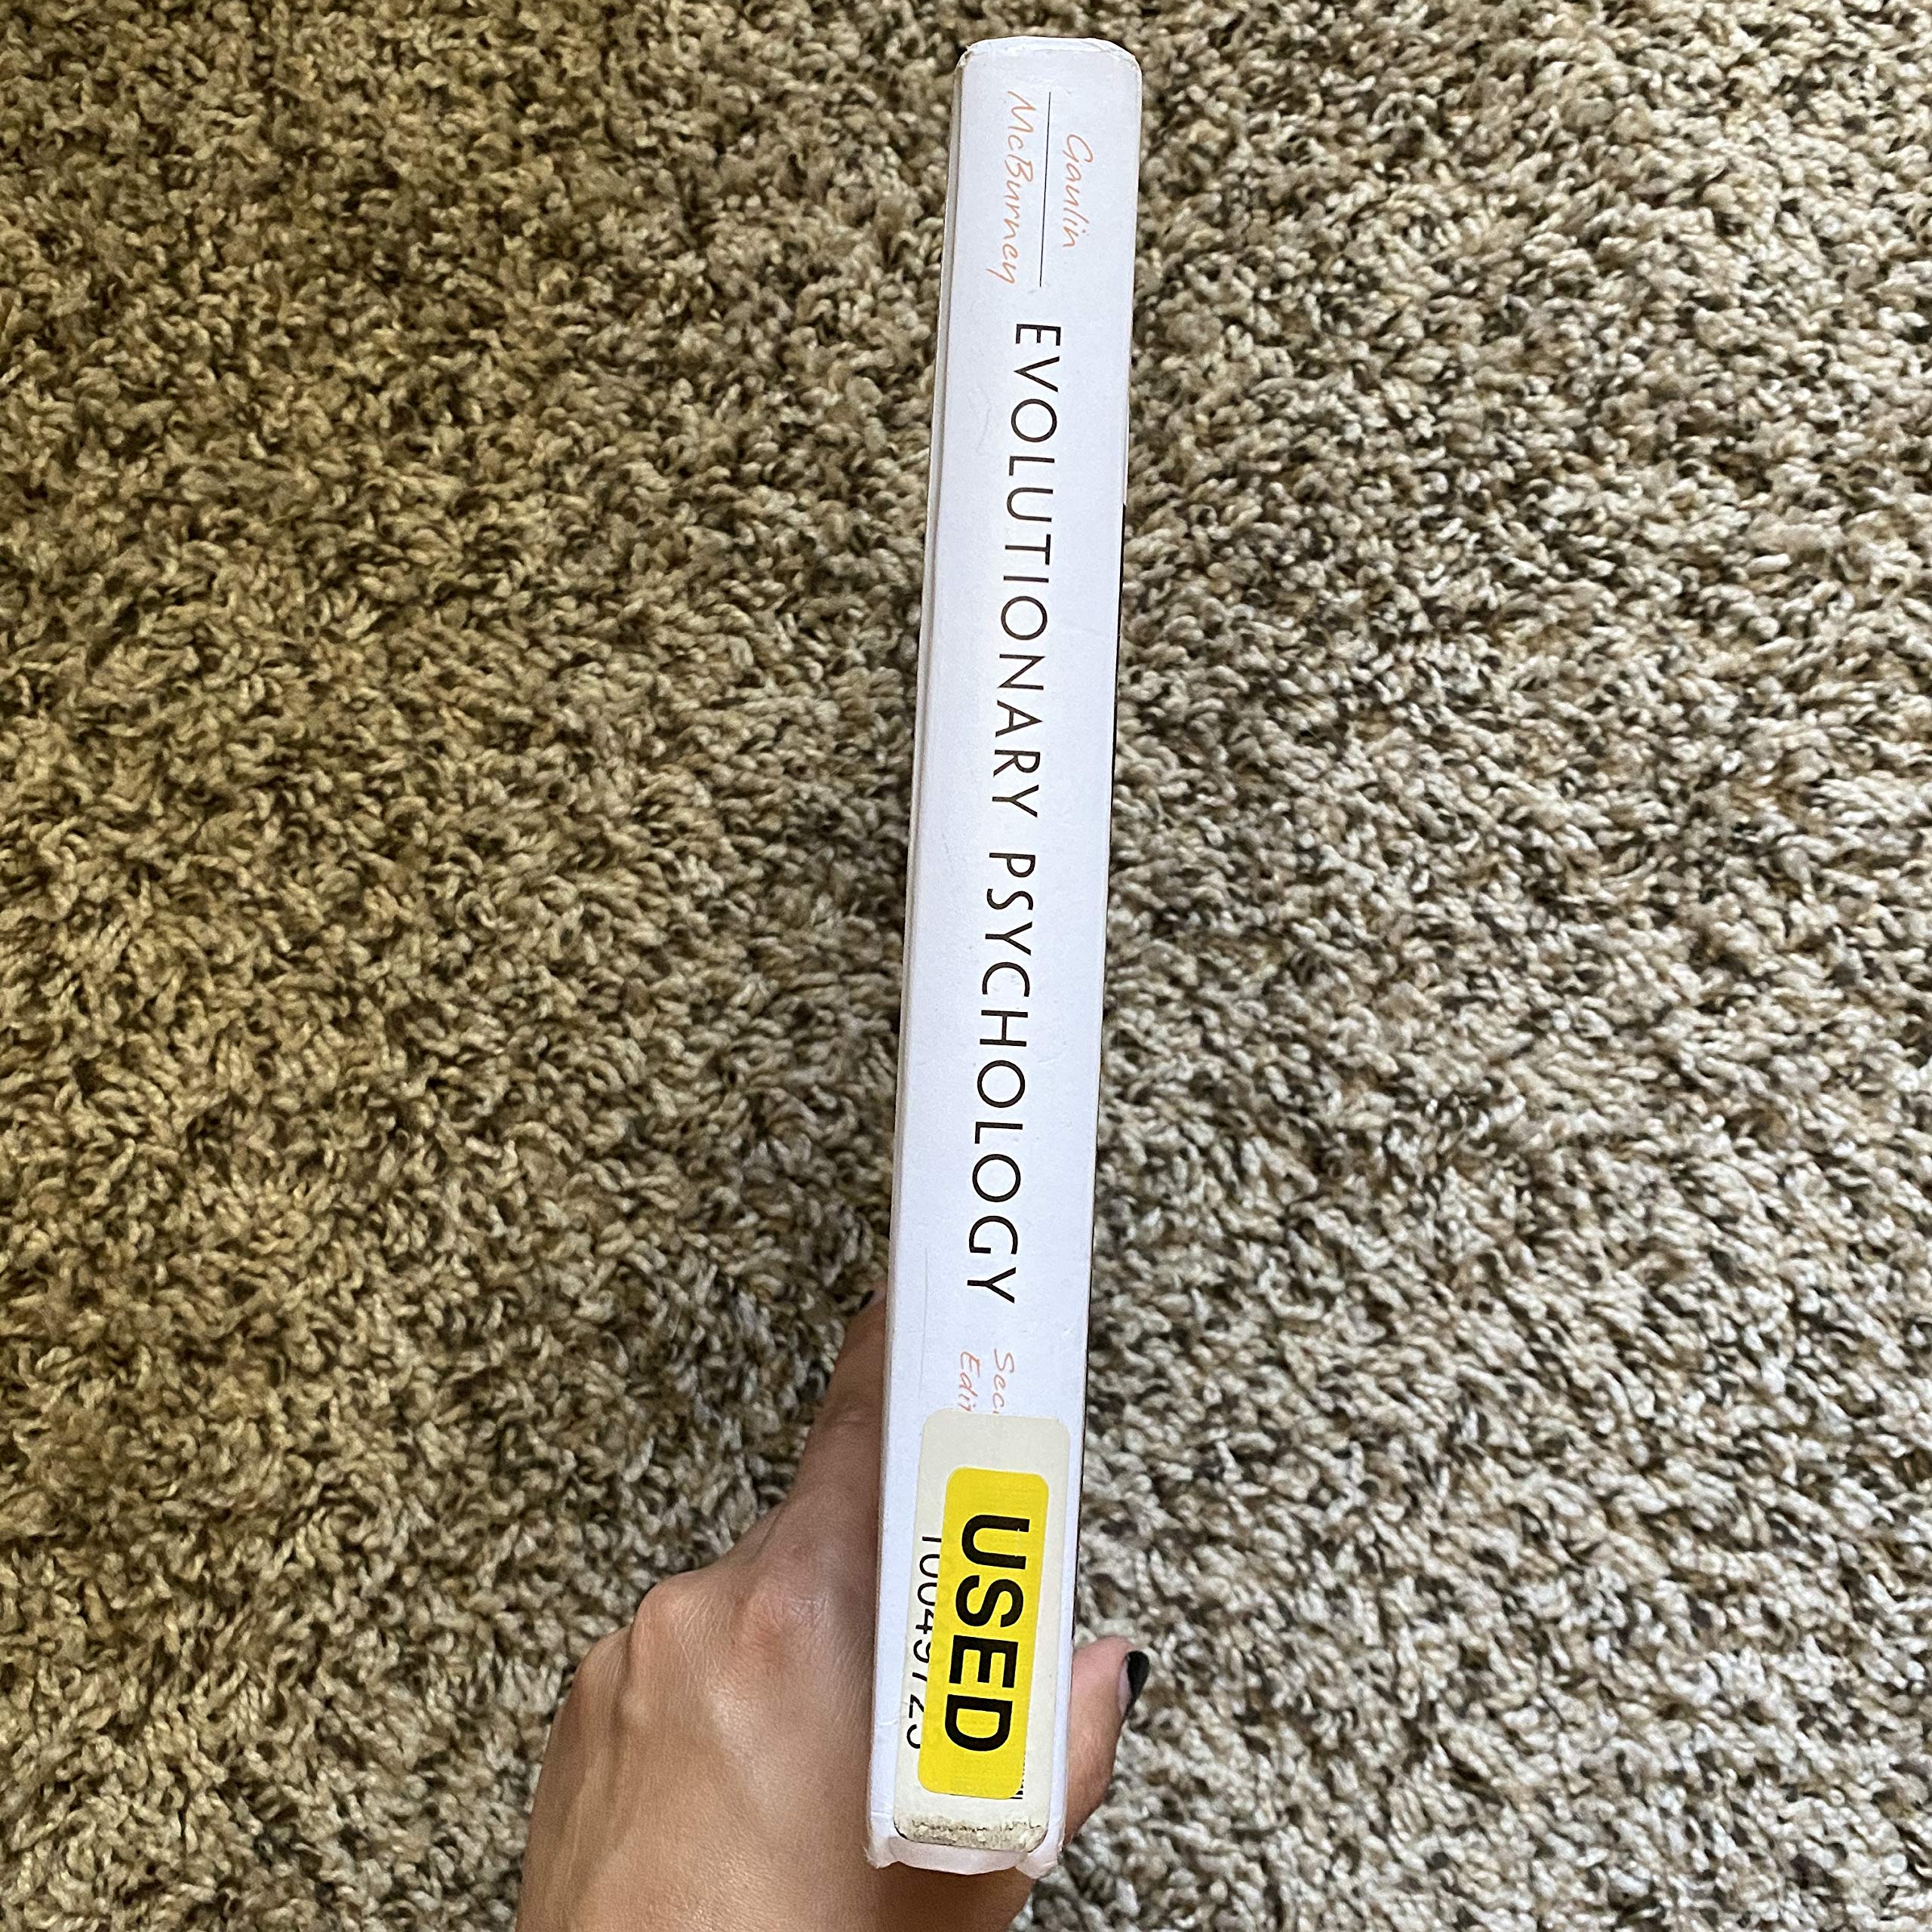 Gaulin
McBurney
EVOLUTIONARY PSYCHOLOGY
USED